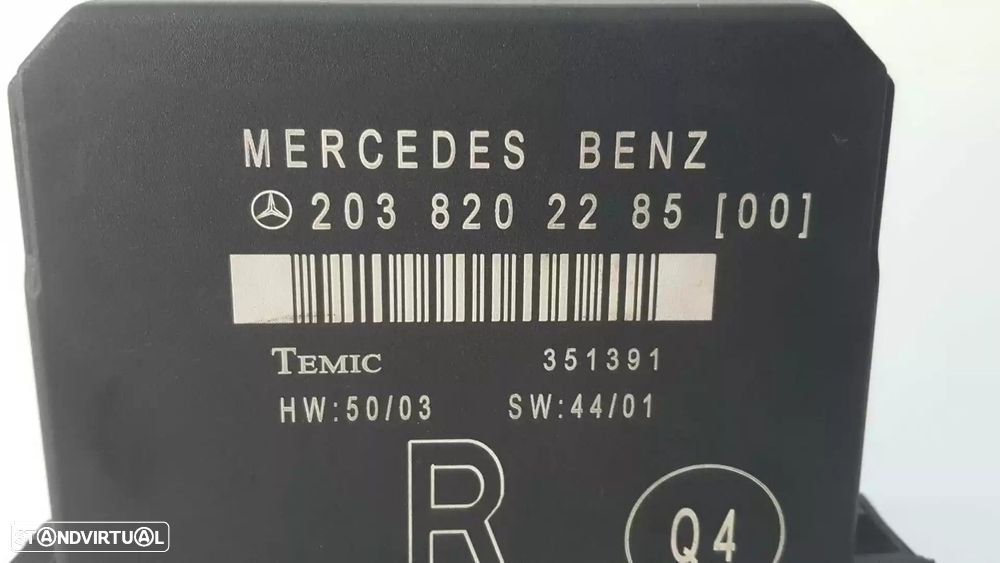 MERCEDES BENZ
203 820 22 85 [00]
TEMIC 351391
HW:50/03 SW:44/01
R
Q4
STANDVIRTUAL